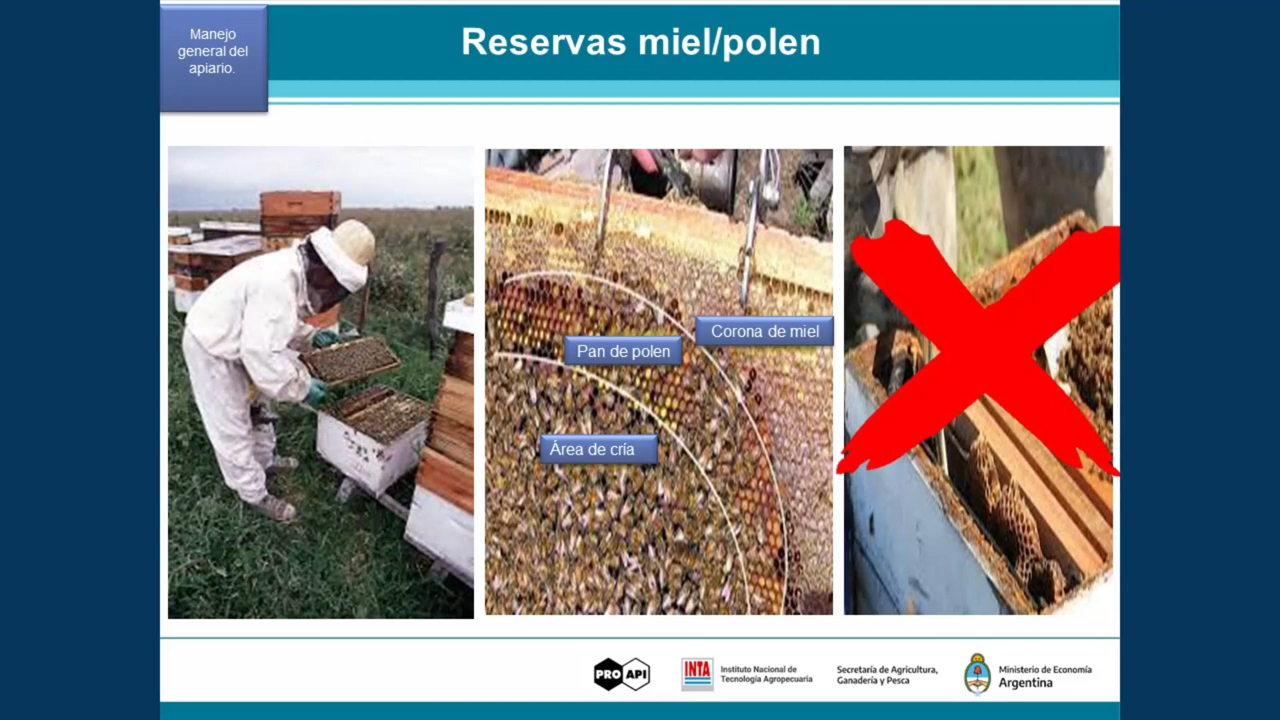 Manejo
general del
apiario.
Reservas miel/polen
Corona de miel
Pan de polen
Área de cría
PRO API
INTA
Instituto Nacional de
Tecnología Agropecuaria
Secretaría de Agricultura,
Ganadería y Pesca
Ministerio de Economía
Argentina